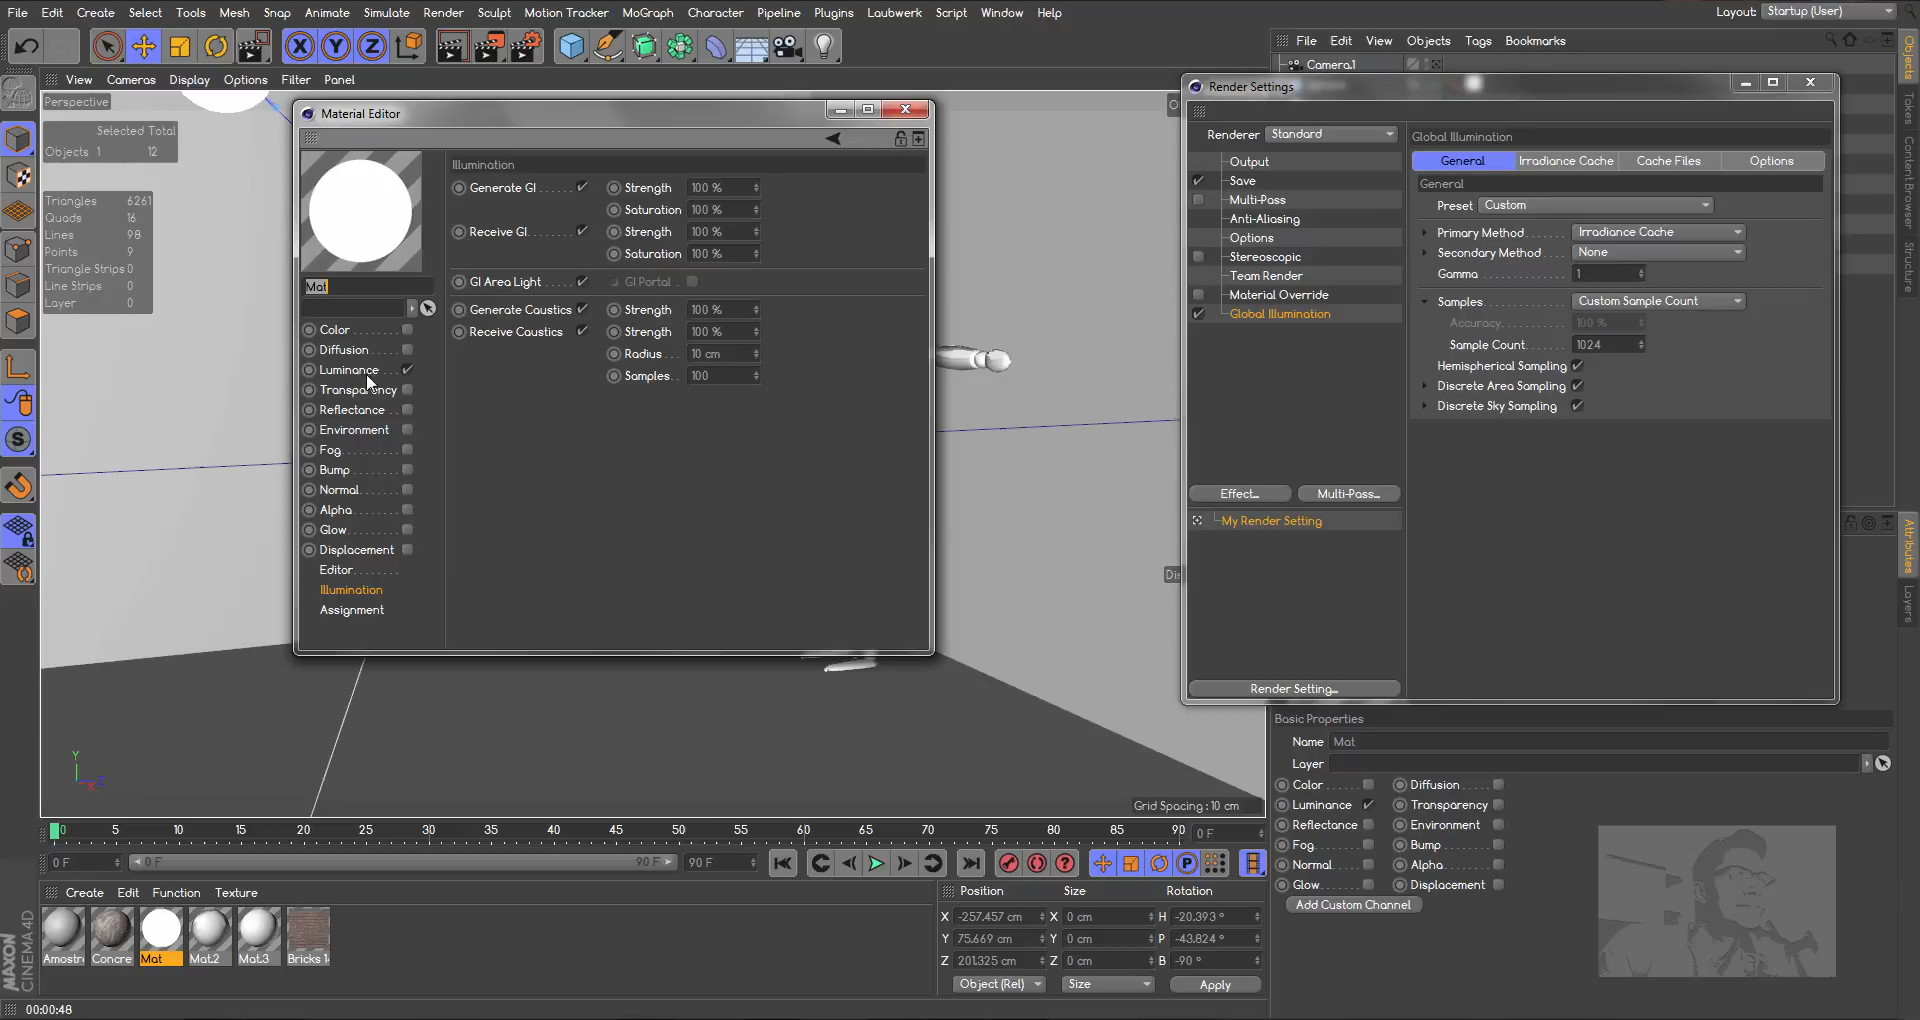 File Edit Create Select Tools Mesh Snap Animate Simulate Render Sculpt Motion Tracker MoGraph Character Pipeline Plugins Laubwerk Script Window Help
Layout: Startup (User)
File Edit View Objects Tags Bookmarks
Camera.1
View Cameras Display Options Filter Panel
Perspective
Selected Total
Objects 1 12
Triangles 6261
Quads 16
Lines 98
Points 9
Triangle Strips 0
Line Strips 0
Layer 0
Material Editor
Mat
Color
Diffusion
Luminance
Transparency
Reflectance
Environment
Fog
Bump
Normal
Alpha
Glow
Displacement
Editor
Illumination
Assignment
Illumination
Generate GI Strength 100 %
Saturation 100 %
Receive GI Strength 100 %
Saturation 100 %
GI Area Light GI Portal
Generate Caustics Strength 100 %
Receive Caustics Strength 100 %
Radius 10 cm
Samples 100
Render Settings
Renderer Standard
Output
Save
Multi-Pass
Anti-Aliasing
Options
Stereoscopic
Team Render
Material Override
Global Illumination
Effect... Multi-Pass...
My Render Setting
Render Setting...
Global Illumination
General Irradiance Cache Cache Files Options
General
Preset Custom
Primary Method Irradiance Cache
Secondary Method None
Gamma 1
Samples Custom Sample Count
Accuracy 100 %
Sample Count 1024
Hemispherical Sampling
Discrete Area Sampling
Discrete Sky Sampling
Objects
Takes
Content Browser
Structure
Attributes
Layers
Y
X
Z
Grid Spacing : 10 cm
0 5 10 15 20 25 30 35 40 45 50 55 60 65 70 75 80 85 90 0 F
0 F 0 F 90 F 90 F
Create Edit Function Texture
Amostr Concre Mat Mat.2 Mat.3 Bricks 1
MAXON
CINEMA 4D
Position Size Rotation
X -257.457 cm X 0 cm H -20.393 °
Y 75.669 cm Y 0 cm P -43.824 °
Z 201.325 cm Z 0 cm B -90 °
Object (Rel) Size Apply
Basic Properties
Name Mat
Layer
Color Diffusion
Luminance Transparency
Reflectance Environment
Fog Bump
Normal Alpha
Glow Displacement
Add Custom Channel
00:00:48